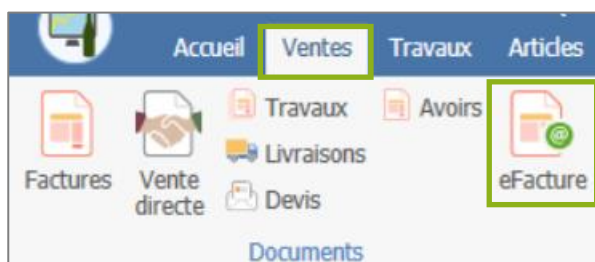 Accueil Ventes Travaux Articles
Factures
Vente
directe
Travaux
Livraisons
Devis
Avoirs
@
eFacture
Documents